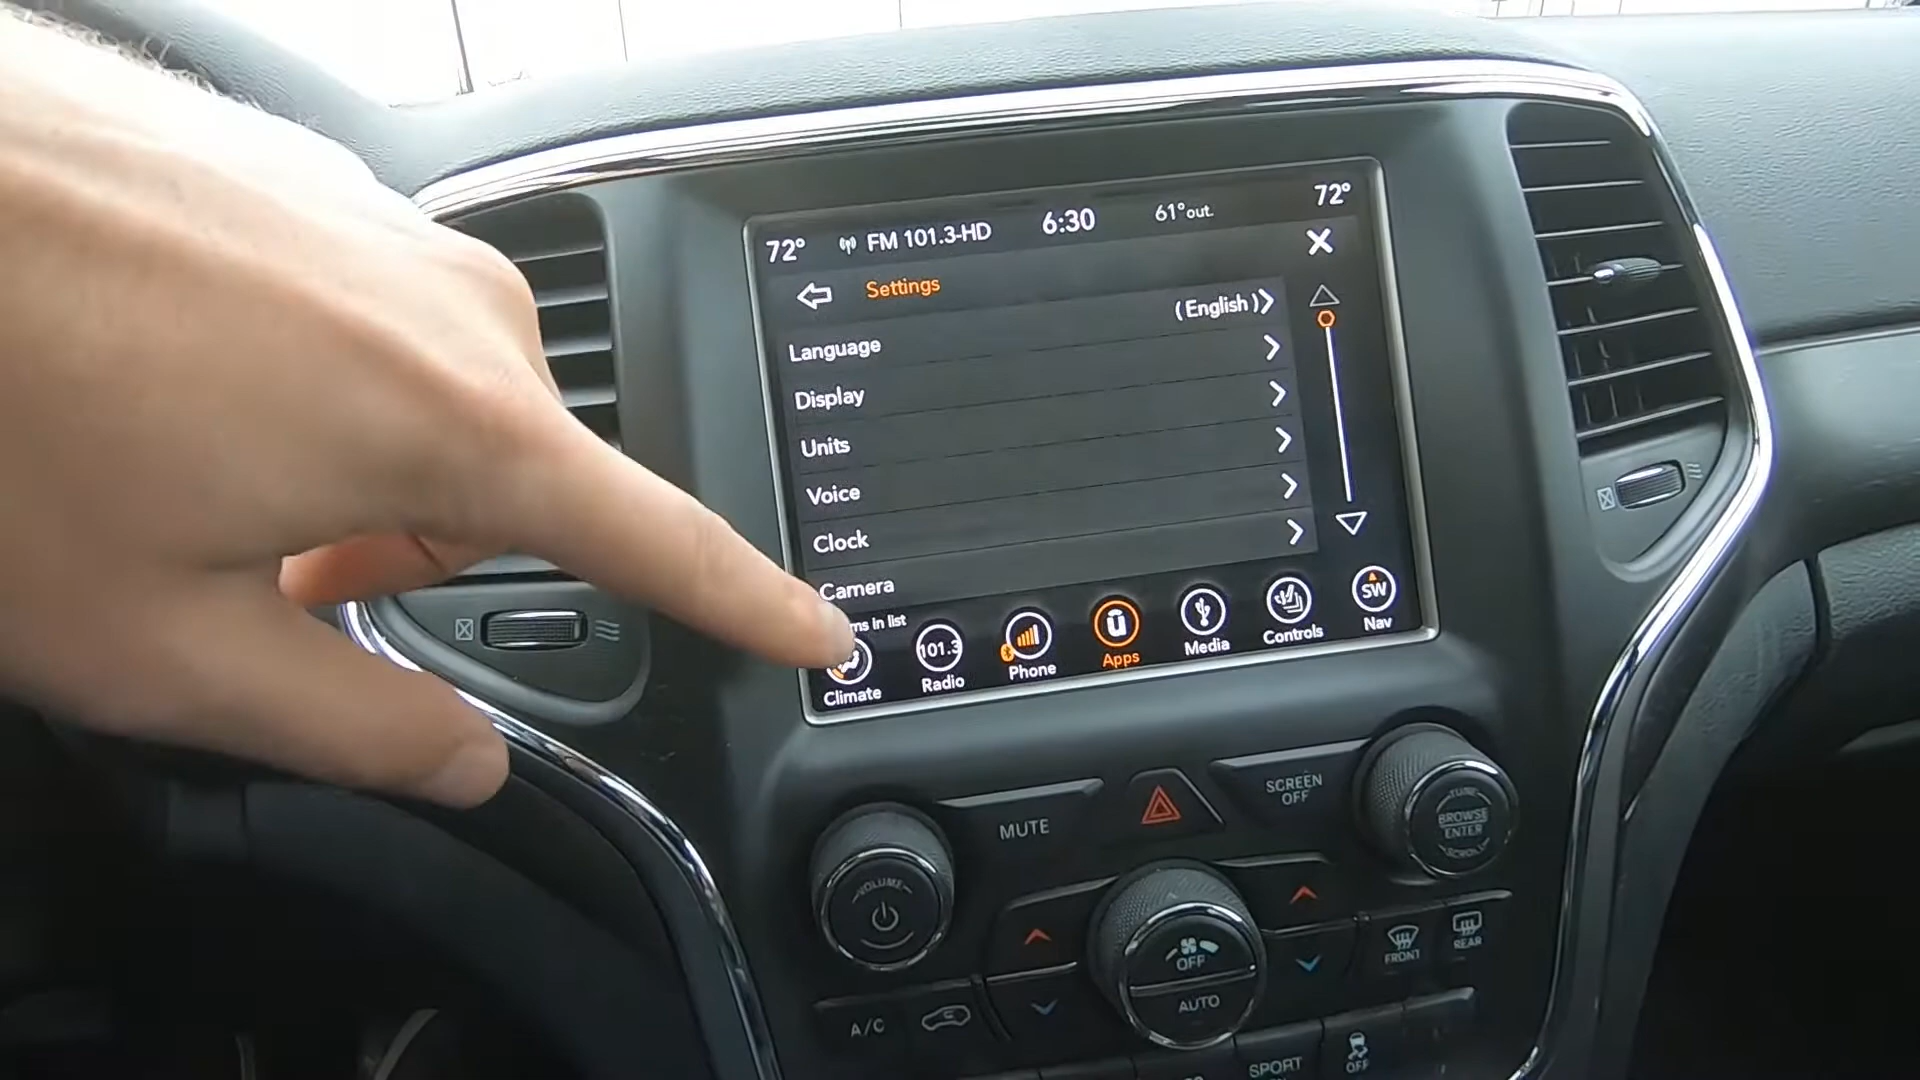 72° FM 101.3-HD 6:30 61°out. 72°
Settings
Language (English)
Display
Units
Voice
Clock
Camera
in list
Climate
101.3
Radio
Phone
Apps
Media
Controls
SW
Nav
MUTE
SCREEN
OFF
VOLUME
TUNE
BROWSE
ENTER
SCROLL
OFF
AUTO
FRONT
REAR
A/C
SPORT
OFF